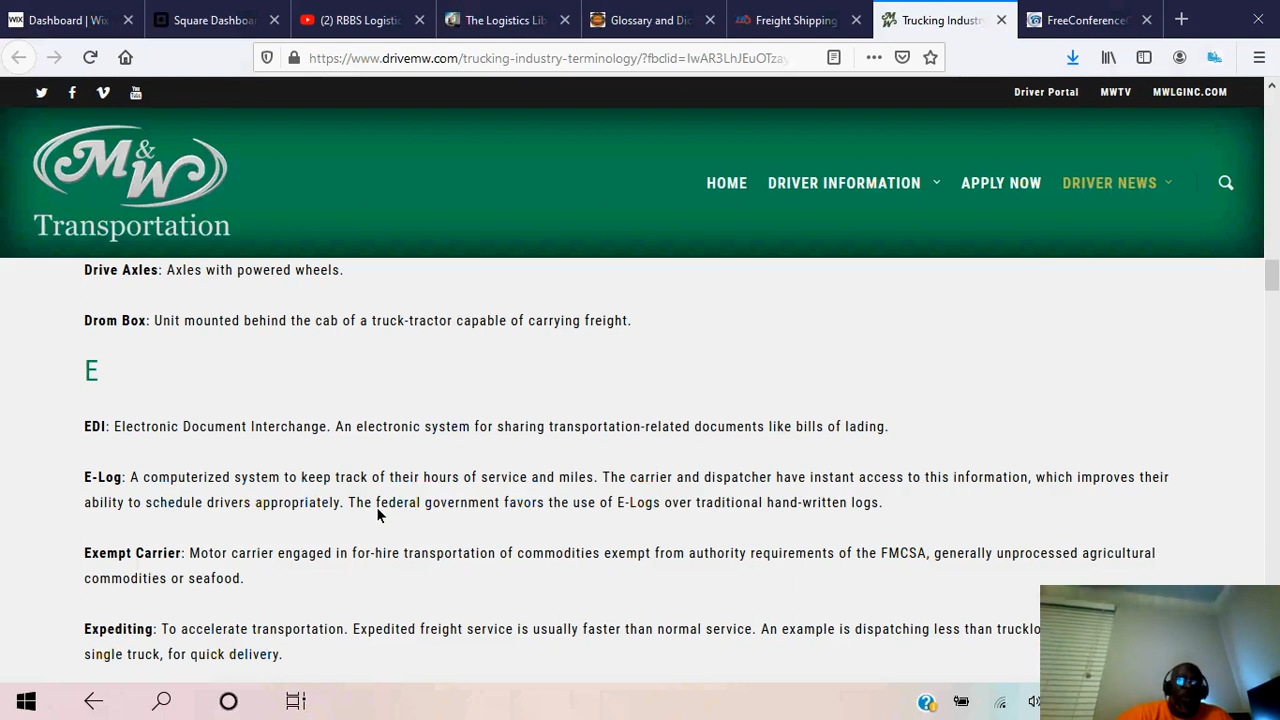 Dashboard | Wix
Square Dashboa
(2) RBBS Logistic
The Logistics Lib
Glossary and Dic
Freight Shipping
Trucking Industr
FreeConference
https://www.drivemw.com/trucking-industry-terminology/?fbclid=IwAR3LhJEuOTzay
Driver Portal MWTV MWLGINC.COM
M&W
Transportation
HOME DRIVER INFORMATION APPLY NOW DRIVER NEWS
Drive Axles: Axles with powered wheels.
Drom Box: Unit mounted behind the cab of a truck-tractor capable of carrying freight.
E
EDI: Electronic Document Interchange. An electronic system for sharing transportation-related documents like bills of lading.
E-Log: A computerized system to keep track of their hours of service and miles. The carrier and dispatcher have instant access to this information, which improves their
ability to schedule drivers appropriately. The federal government favors the use of E-Logs over traditional hand-written logs.
Exempt Carrier: Motor carrier engaged in for-hire transportation of commodities exempt from authority requirements of the FMCSA, generally unprocessed agricultural
commodities or seafood.
Expediting: To accelerate transportation. Expedited freight service is usually faster than normal service. An example is dispatching less than trucklo
single truck, for quick delivery.